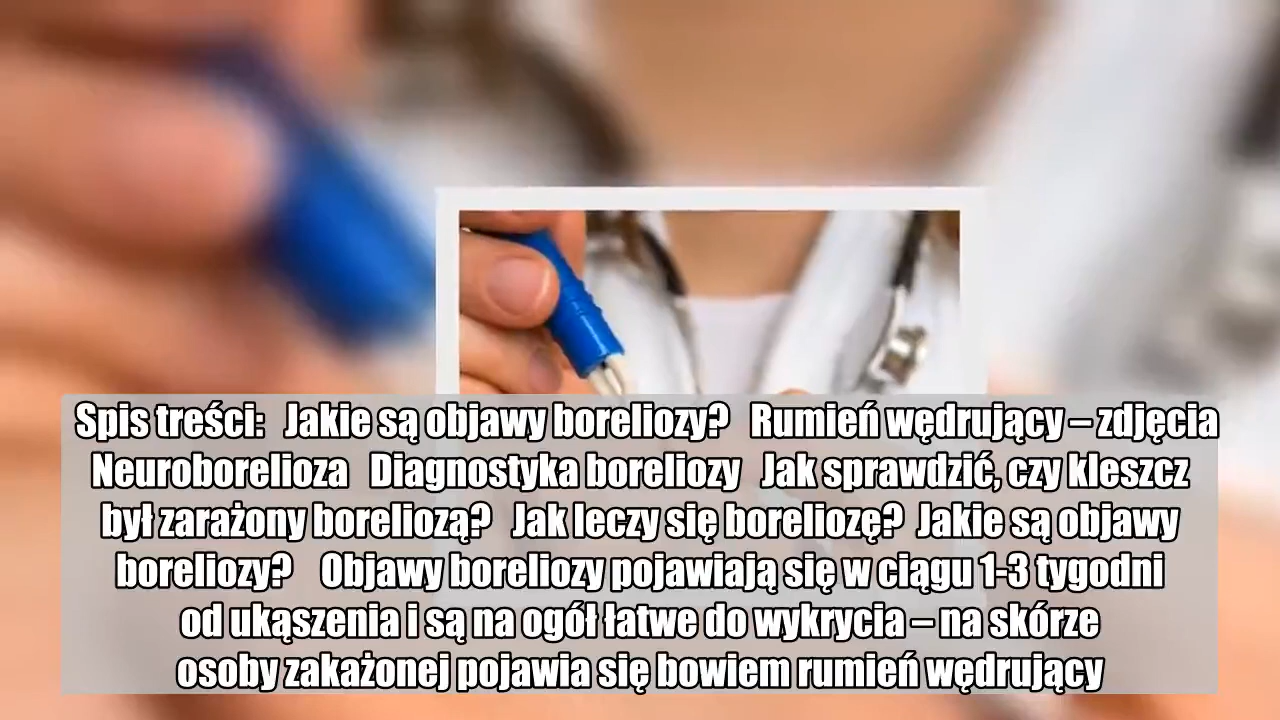 Spis treści: Jakie są objawy boreliozy? Rumień wędrujący – zdjęcia
Neuroborelioza Diagnostyka boreliozy Jak sprawdzić, czy kleszcz
był zarażony boreliozą? Jak leczy się boreliozę? Jakie są objawy
boreliozy? Objawy boreliozy pojawiają się w ciągu 1-3 tygodni
od ukąszenia i są na ogół łatwe do wykrycia – na skórze
osoby zakażonej pojawia się bowiem rumień wędrujący